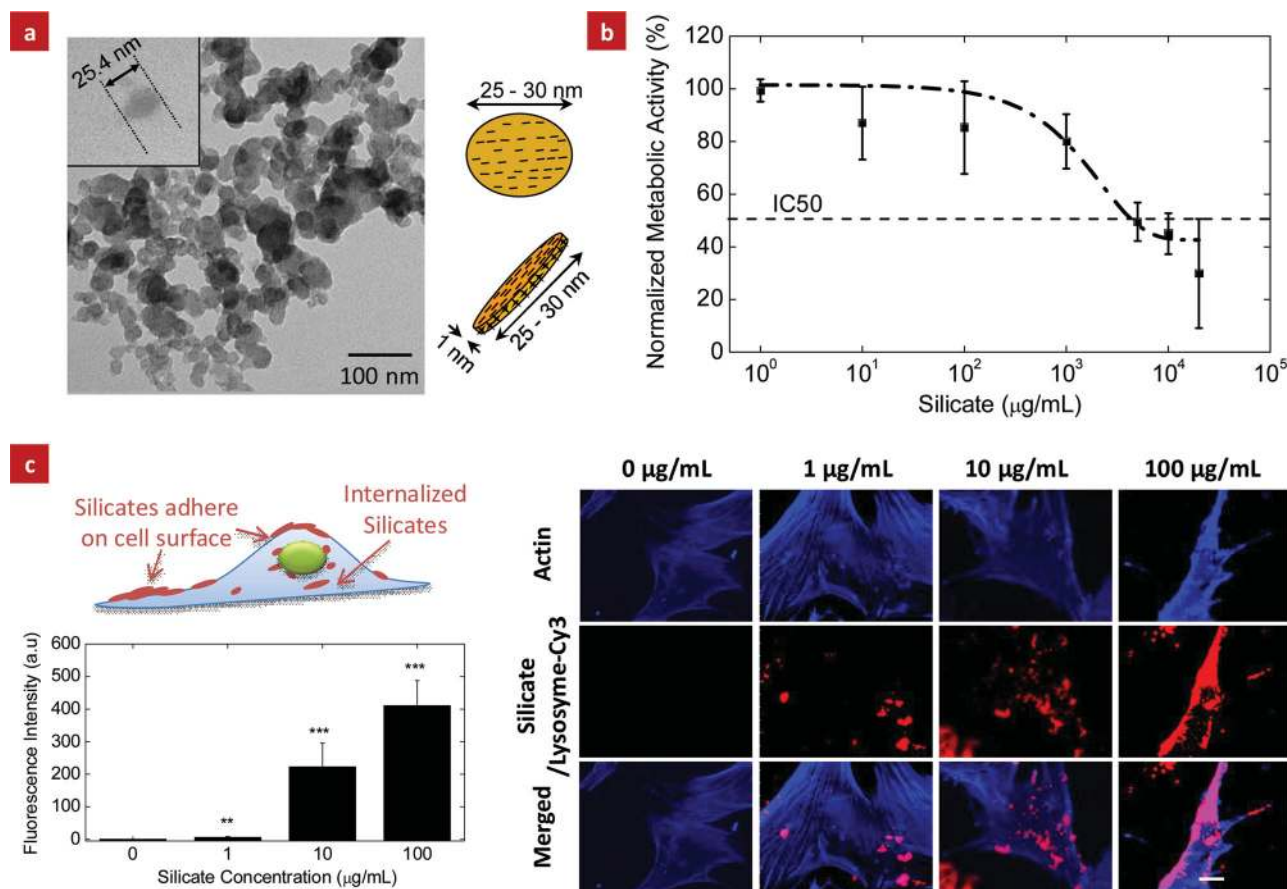 a
25.4 nm
100 nm
25 - 30 nm
25 - 30 nm
1 nm
b
Normalized Metabolic Activity (%)
120
100
80
60
40
20
0
IC50
10⁰
10¹
10²
10³
10⁴
10⁵
Silicate (µg/mL)
c
Silicates adhere
on cell surface
Internalized
Silicates
Fluorescence Intensity (a.u)
600
500
400
300
200
100
0
**
***
***
0
1
10
100
Silicate Concentration (µg/mL)
0 µg/mL
1 µg/mL
10 µg/mL
100 µg/mL
Actin
Silicate
/Lysosyme-Cy3
Merged